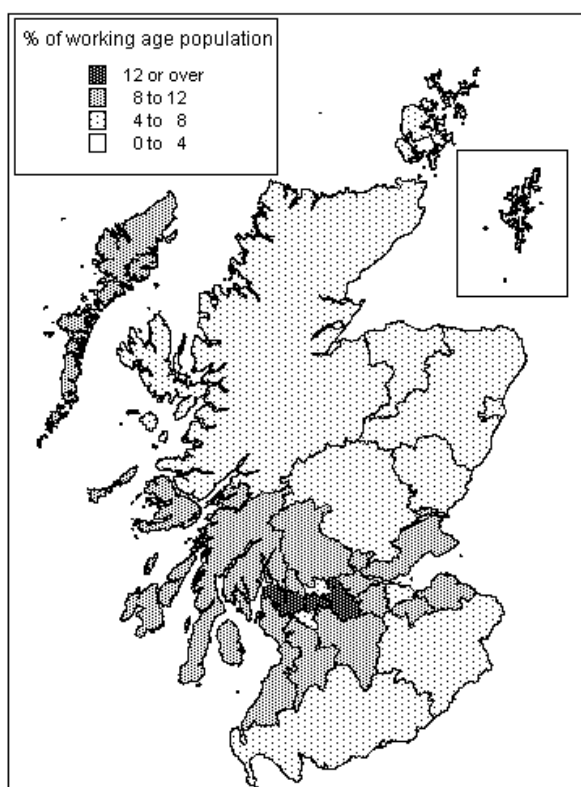 % of working age population
12 or over
8 to 12
4 to 8
0 to 4